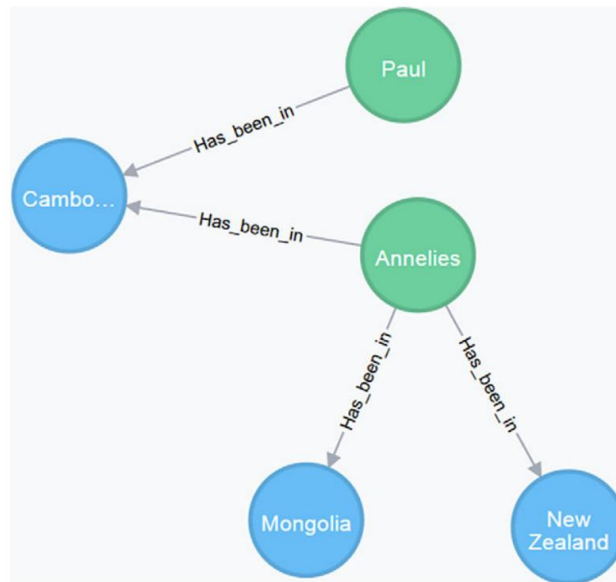 Paul
Has_been_in
Cambo...
Has_been_in
Annelies
Has_been_in
Has_been_in
Mongolia
New
Zealand